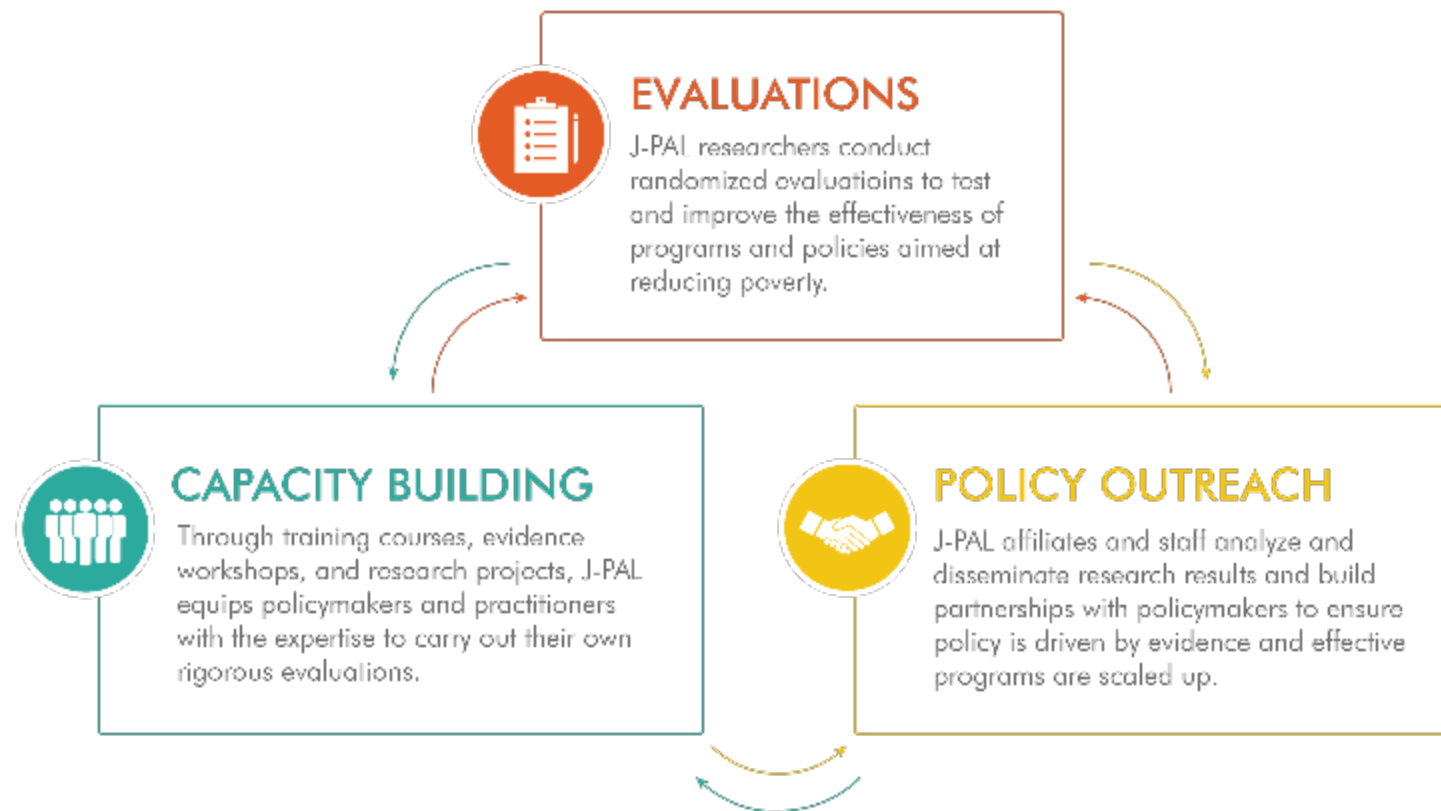 EVALUATIONS
J-PAL researchers conduct
randomized evaluatioins to test
and improve the effectiveness of
programs and policies aimed at
reducing poverty.
CAPACITY BUILDING
Through training courses, evidence
workshops, and research projects, J-PAL
equips policymakers and practitioners
with the expertise to carry out their own
rigorous evaluations.
POLICY OUTREACH
J-PAL affiliates and staff analyze and
disseminate research results and build
partnerships with policymakers to ensure
policy is driven by evidence and effective
programs are scaled up.